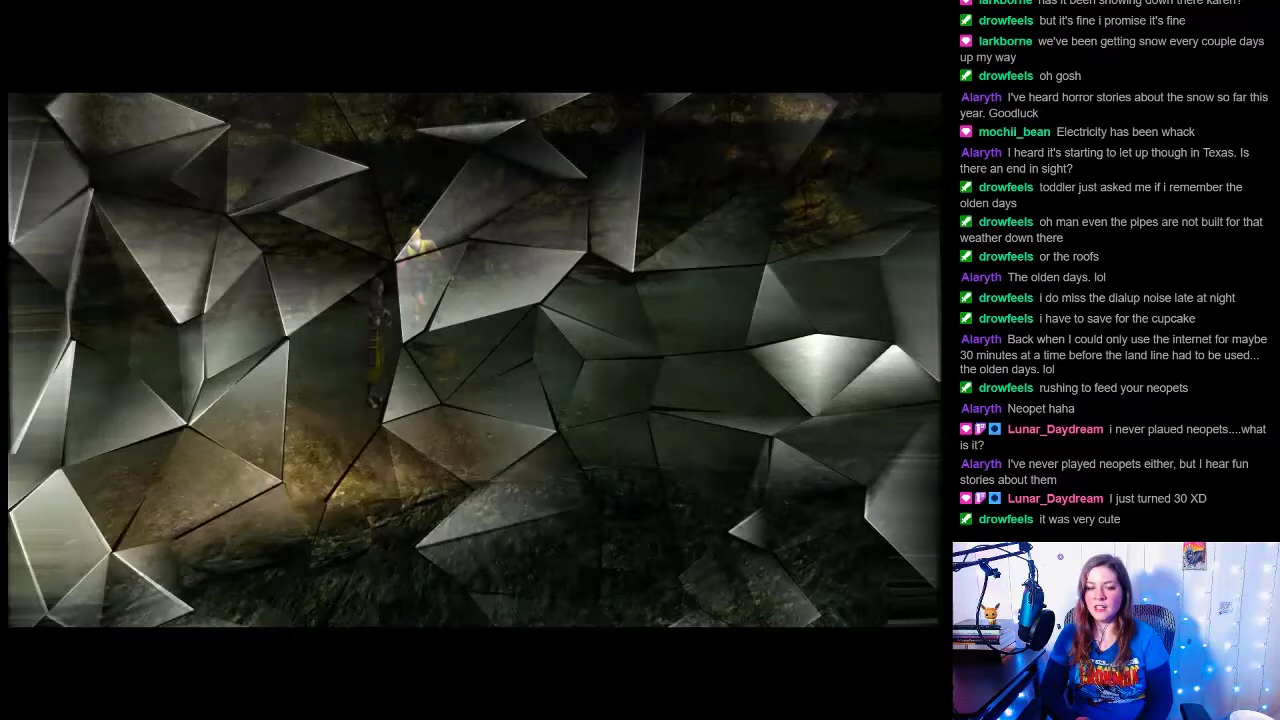 larkborne has it been snowing down there karen?
drowfeels but it's fine i promise it's fine
larkborne we've been getting snow every couple days
up my way
drowfeels oh gosh
Alaryth I've heard horror stories about the snow so far this
year. Goodluck
mochii_bean Electricity has been whack
Alaryth I heard it's starting to let up though in Texas. Is
there an end in sight?
drowfeels toddler just asked me if i remember the
olden days
drowfeels oh man even the pipes are not built for that
weather down there
drowfeels or the roofs
Alaryth The olden days. lol
drowfeels i do miss the dialup noise late at night
drowfeels i have to save for the cupcake
Alaryth Back when I could only use the internet for maybe
30 minutes at a time before the land line had to be used...
the olden days. lol
drowfeels rushing to feed your neopets
Alaryth Neopet haha
Lunar_Daydream i never plaued neopets....what
is it?
Alaryth I've never played neopets either, but I hear fun
stories about them
Lunar_Daydream I just turned 30 XD
drowfeels it was very cute